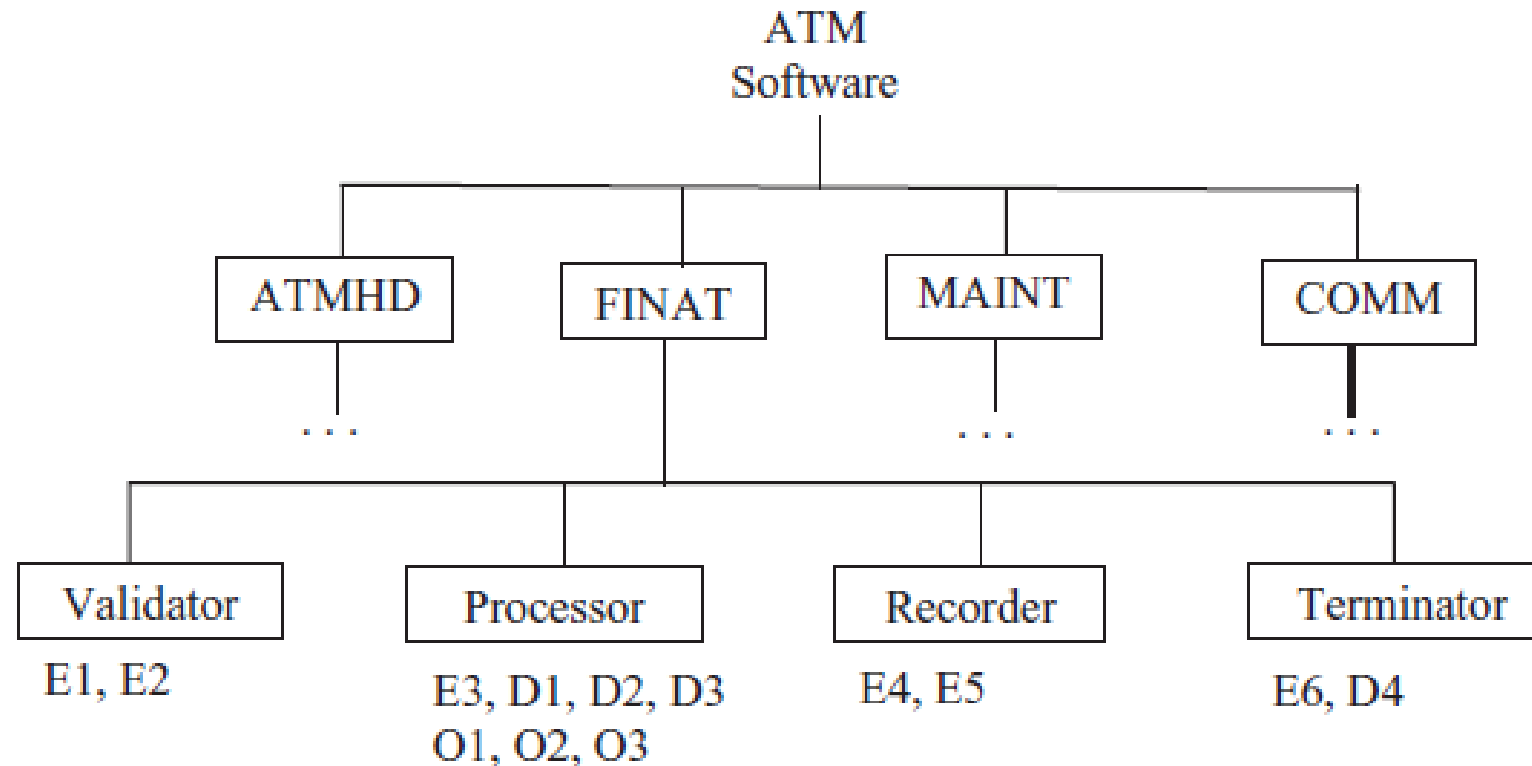 ATM
Software
ATMHD
FINAT
MAINT
COMM
. . .
. . .
. . .
Validator
Processor
Recorder
Terminator
E1, E2
E3, D1, D2, D3
O1, O2, O3
E4, E5
E6, D4